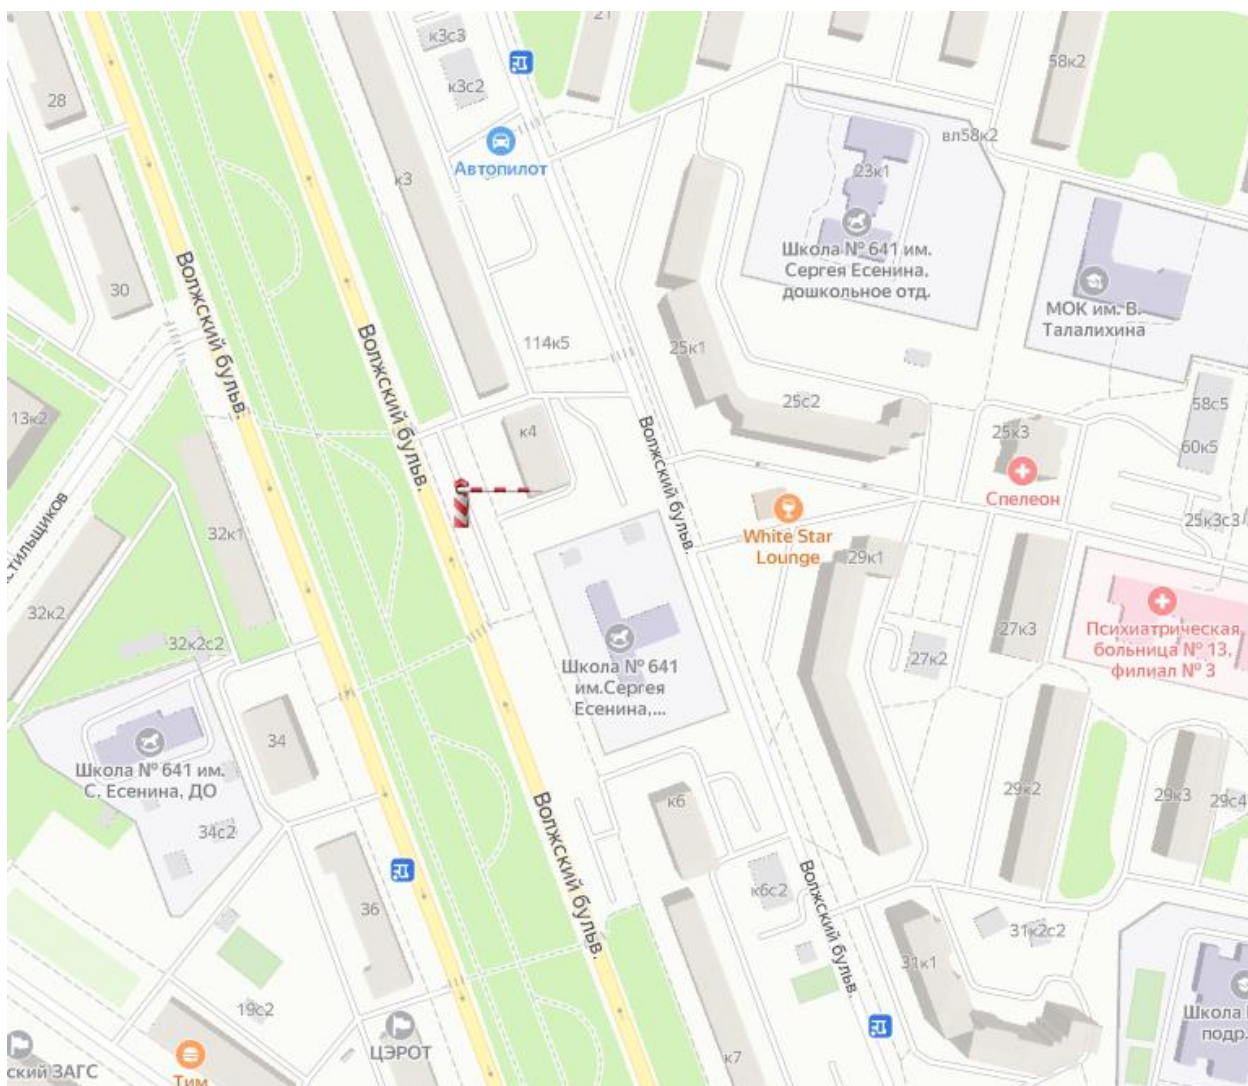 21
к3с3
58к2
к3с2
28
вл58к2
Автопилот
23к1
к3
Школа № 641 им.
Сергея Есенина,
дошкольное отд.
30
МОК им. В.
Талалихина
Волжский бульв.
Волжский бульв.
114к5
25к1
25с2
58с5
13к2
к4
25к3
60к5
Волжский бульв.
Спелеон
25к3с3
32к1
White Star
Lounge
29к1
32к2
32к2с2
27к3
Психиатрическая
больница № 13,
филиал № 3
27к2
Школа № 641
им.Сергея
Есенина,...
34
Школа № 641 им.
С. Есенина, ДО
34с2
Волжский бульв.
к6
29к2
29к3
29с4
к6с2
Волжский бульв.
36
31к2с2
31к1
19с2
Школа
подр.
ЦЭРОТ
к7
ский ЗАГС
Тим